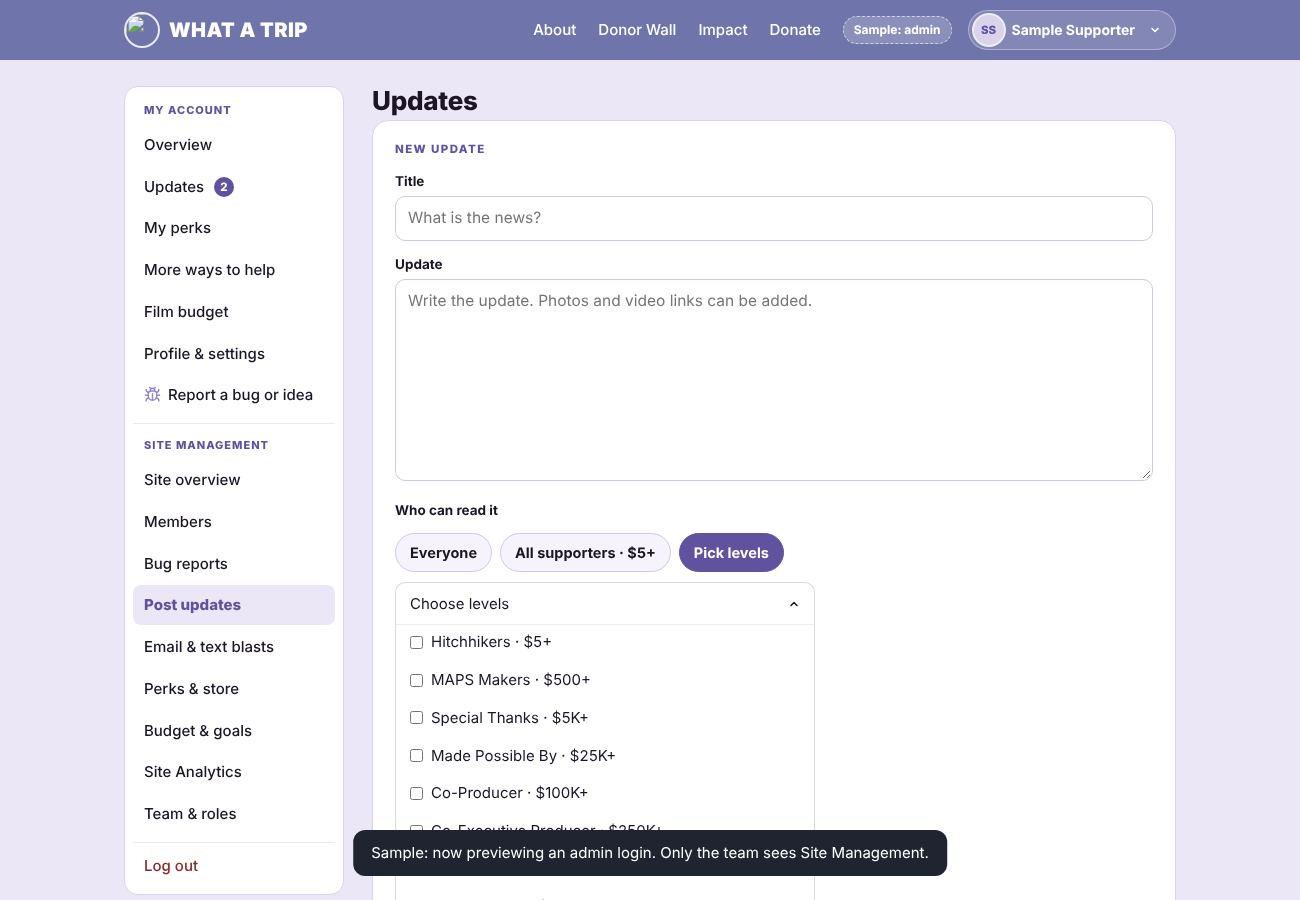 WHAT A TRIP
About
Donor Wall
Impact
Donate
Sample: admin
SS
Sample Supporter
MY ACCOUNT
Overview
Updates 2
My perks
More ways to help
Film budget
Profile & settings
Report a bug or idea
SITE MANAGEMENT
Site overview
Members
Bug reports
Post updates
Email & text blasts
Perks & store
Budget & goals
Site Analytics
Team & roles
Log out
Updates
NEW UPDATE
Title
What is the news?
Update
Write the update. Photos and video links can be added.
Who can read it
Everyone
All supporters · $5+
Pick levels
Choose levels
Hitchhikers · $5+
MAPS Makers · $500+
Special Thanks · $5K+
Made Possible By · $25K+
Co-Producer · $100K+
Co-Executive Producer · $250K+
Sample: now previewing an admin login. Only the team sees Site Management.